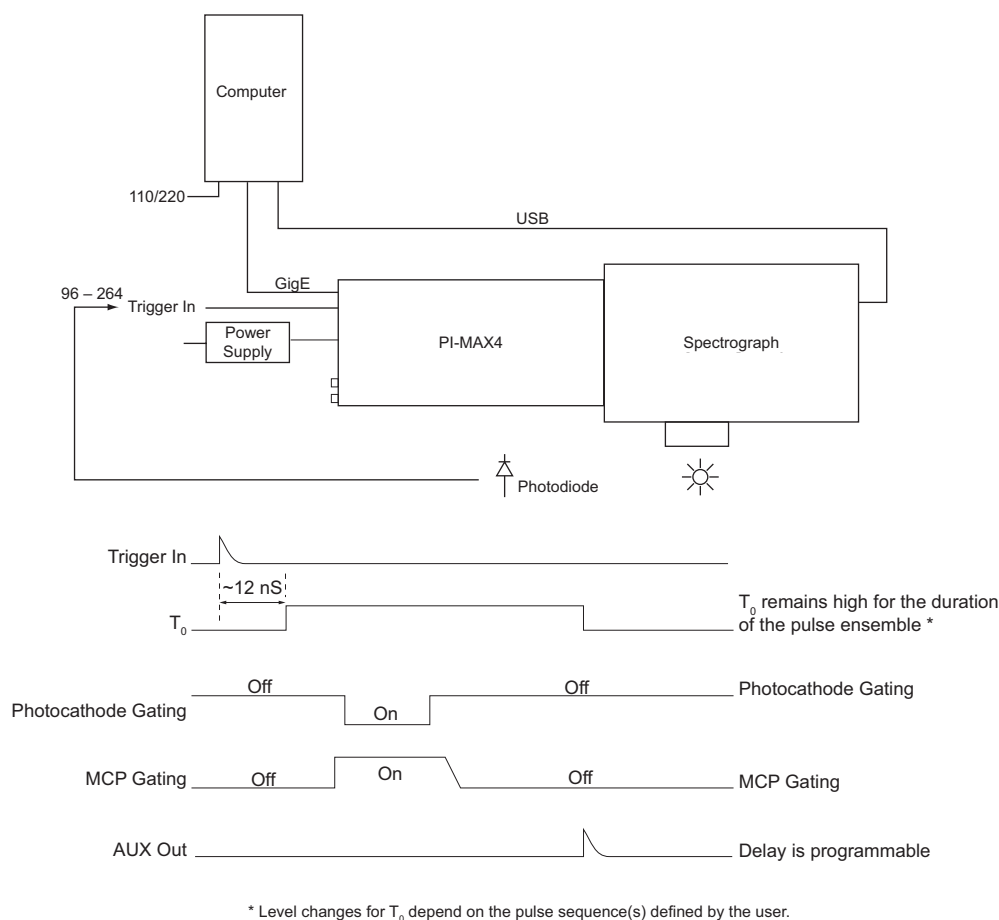 Computer
110/220
USB
GigE
96 – 264
Trigger In
Power
Supply
PI-MAX4
Spectrograph
Photodiode
Trigger In
~12 nS
T₀
T₀ remains high for the duration
of the pulse ensemble *
Off
Off
Photocathode Gating
Photocathode Gating
On
MCP Gating
Off
On
Off
MCP Gating
AUX Out
Delay is programmable
* Level changes for T₀ depend on the pulse sequence(s) defined by the user.